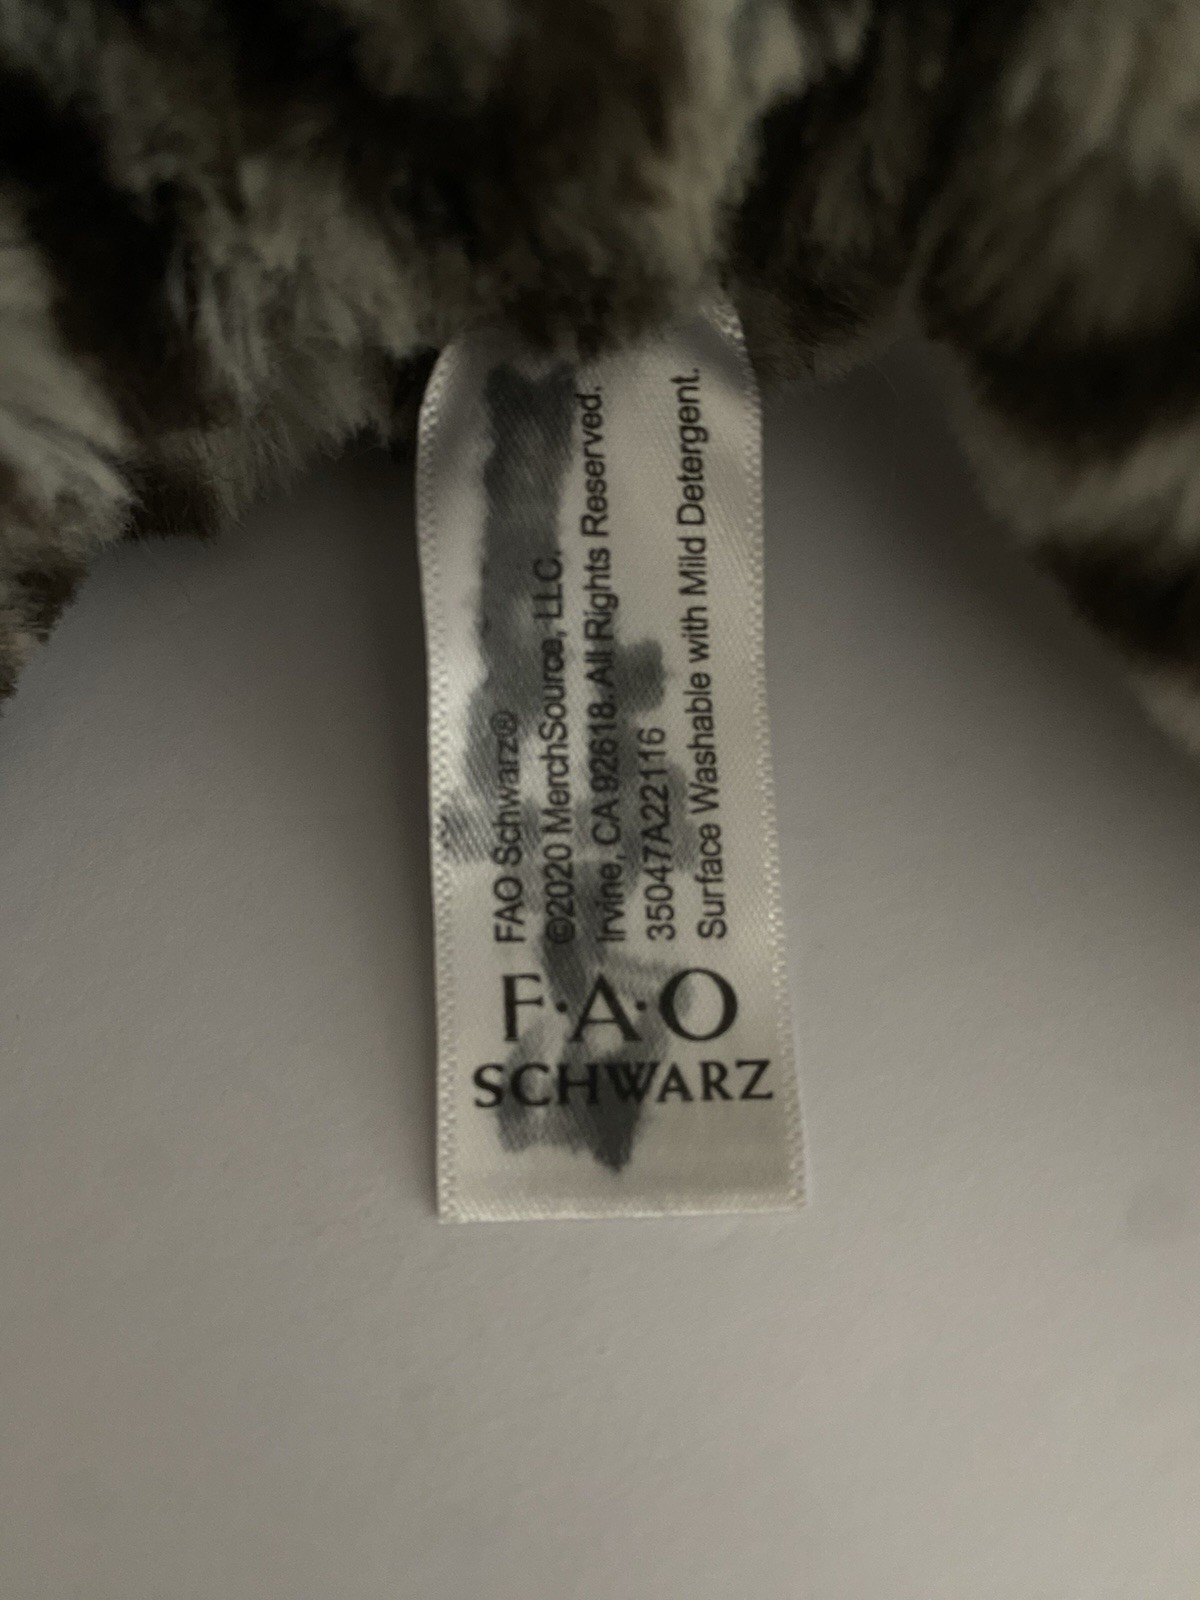 FAO Schwarz®
©2020 MerchSource, LLC.
Irvine, CA 92618. All Rights Reserved.
35047A22116
Surface Washable with Mild Detergent.
F·A·O
SCHWARZ